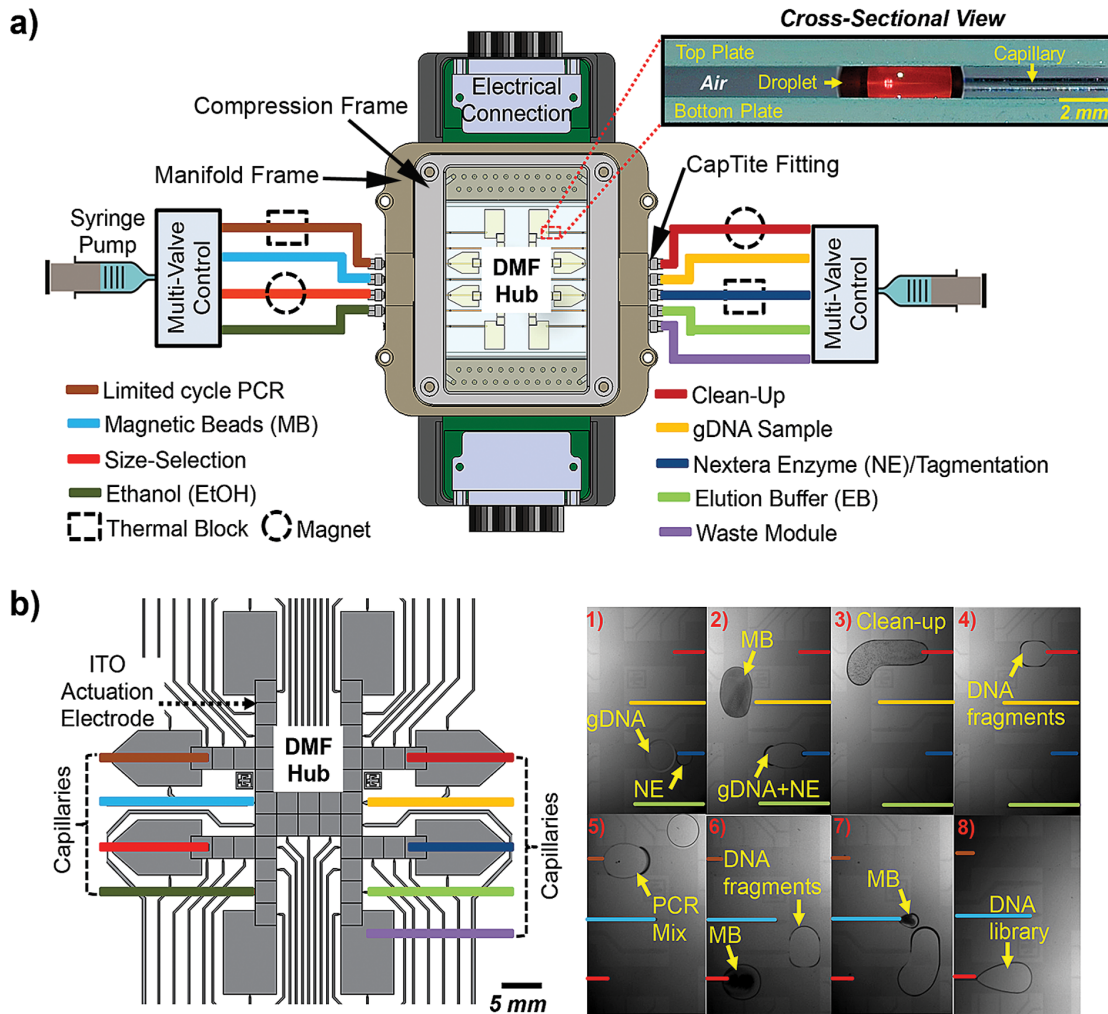 a)
Cross-Sectional View
Top Plate
Capillary
Air
Droplet
Bottom Plate
2 mm
Electrical
Connection
Compression Frame
Manifold Frame
CapTite Fitting
Syringe
Pump
Multi-Valve
Control
DMF
Hub
Multi-Valve
Control
Limited cycle PCR
Magnetic Beads (MB)
Size-Selection
Ethanol (EtOH)
Thermal Block
Magnet
Clean-Up
gDNA Sample
Nextera Enzyme (NE)/Tagmentation
Elution Buffer (EB)
Waste Module
b)
ITO
Actuation
Electrode
DMF
Hub
Capillaries
Capillaries
5 mm
1)
gDNA
NE
2)
MB
gDNA+NE
3)
Clean-up
4)
DNA
fragments
5)
PCR
Mix
6)
DNA
fragments
MB
7)
MB
8)
DNA
library